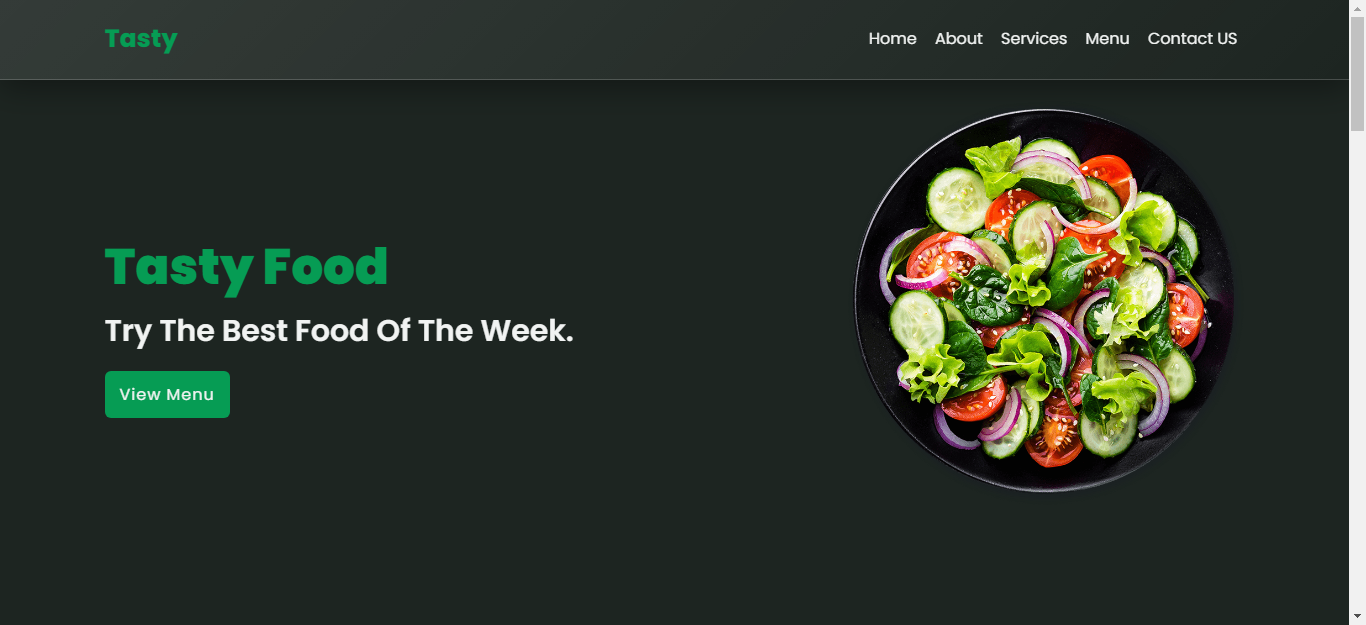 Tasty
Home About Services Menu Contact US
Tasty Food
Try The Best Food Of The Week.
View Menu